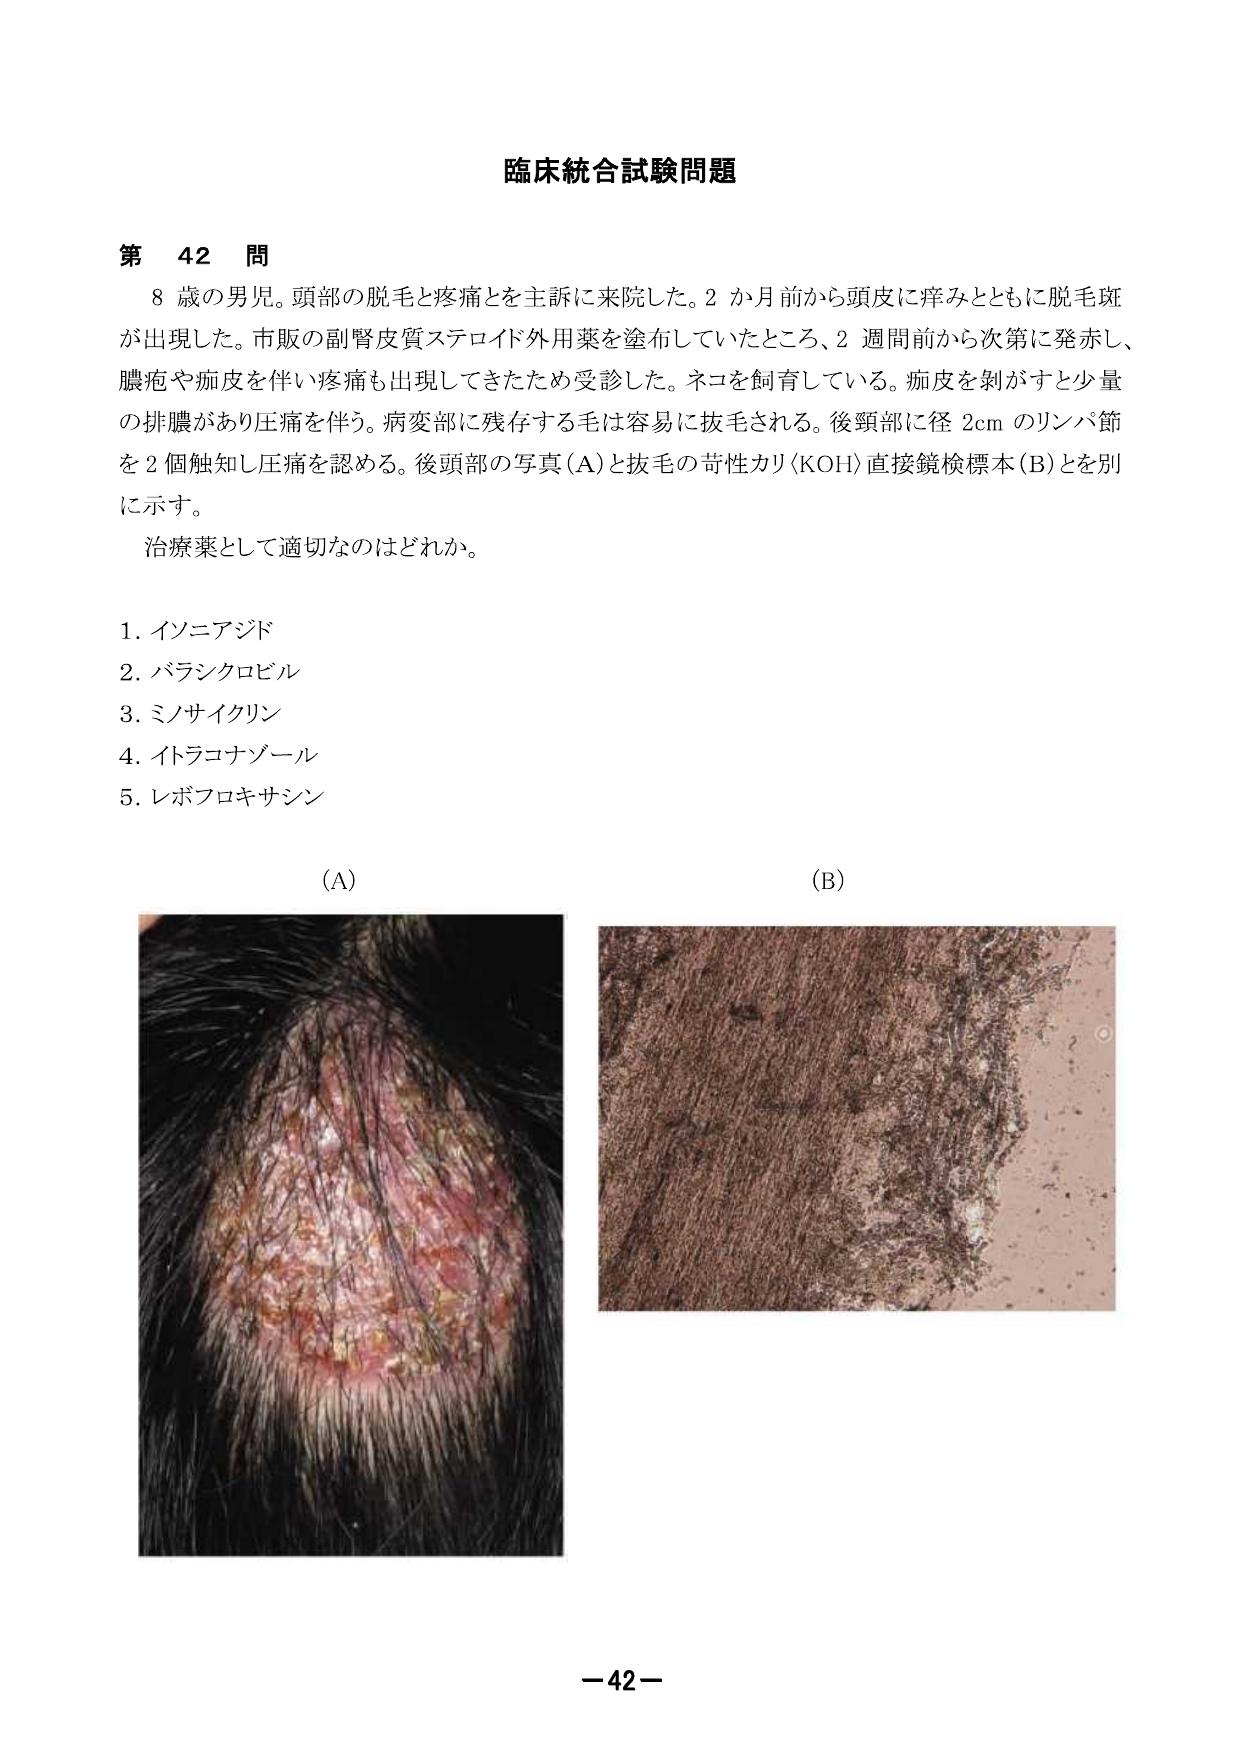 臨床統合試験問題
第 42 問
8 歳の男児。頭部の脱毛と疼痛とを主訴に来院した。2 か月前から頭皮に痒みとともに脱毛斑
が出現した。市販の副腎皮質ステロイド外用薬を塗布していたところ、2 週間前から次第に発赤し、
膿疱や痂皮を伴い疼痛も出現してきたため受診した。ネコを飼育している。痂皮を剝がすと少量
の排膿があり圧痛を伴う。病変部に残存する毛は容易に抜毛される。後頸部に径 2cm のリンパ節
を2個触知し圧痛を認める。後頭部の写真(A)と抜毛の苛性カリ〈KOH〉直接鏡検標本(B)とを別
に示す。
治療薬として適切なのはどれか。
1. イソニアジド
2. バラシクロビル
3. ミノサイクリン
4. イトラコナゾール
5. レボフロキサシン
(A)
(B)
－42－